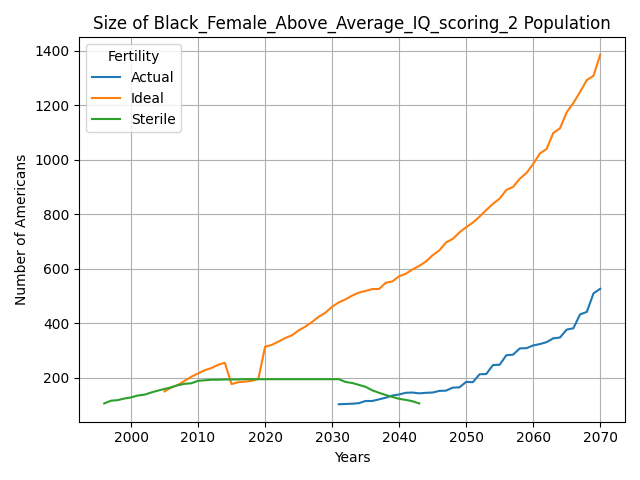 Size of Black_Female_Above_Average_IQ_scoring_2 Population
Fertility
Actual
Ideal
Sterile
Number of Americans
1400
1200
1000
800
600
400
200
2000 2010 2020 2030 2040 2050 2060 2070
Years